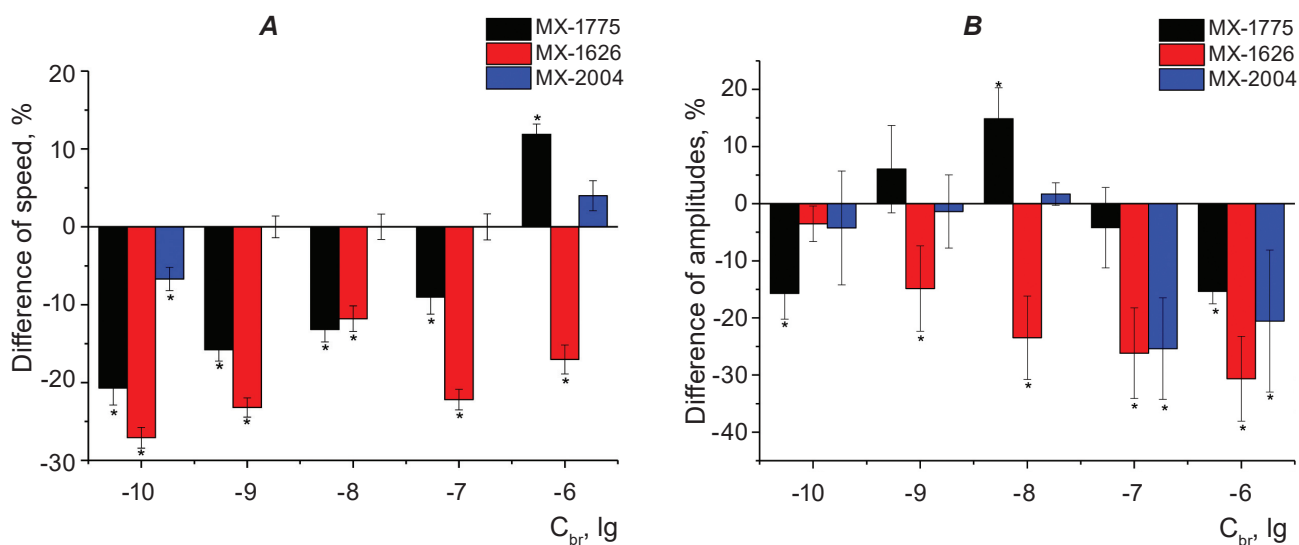 A
MX-1775
MX-1626
MX-2004
Difference of speed, %
20
10
0
-10
-20
-30
* * * * * * * * * *
-10 -9 -8 -7 -6
C_br, lg
B
MX-1775
MX-1626
MX-2004
Difference of amplitudes, %
20
10
0
-10
-20
-30
-40
* * * * * * * * *
-10 -9 -8 -7 -6
C_br, lg